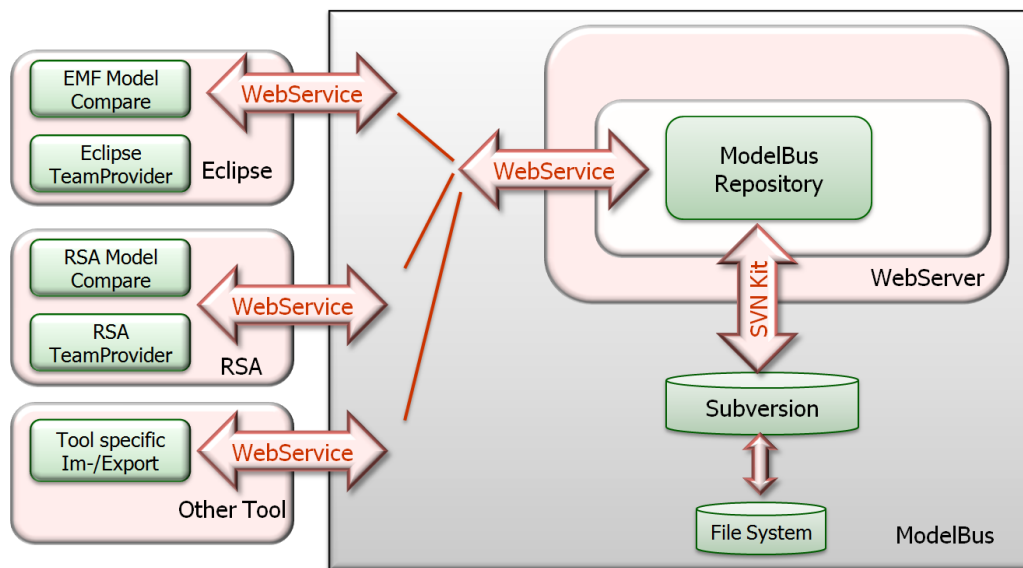 EMF Model
Compare
Eclipse
TeamProvider
Eclipse
WebService
RSA Model
Compare
RSA
TeamProvider
RSA
WebService
Tool specific
Im-/Export
Other Tool
WebService
WebService
ModelBus
Repository
WebServer
SVN Kit
Subversion
File System
ModelBus